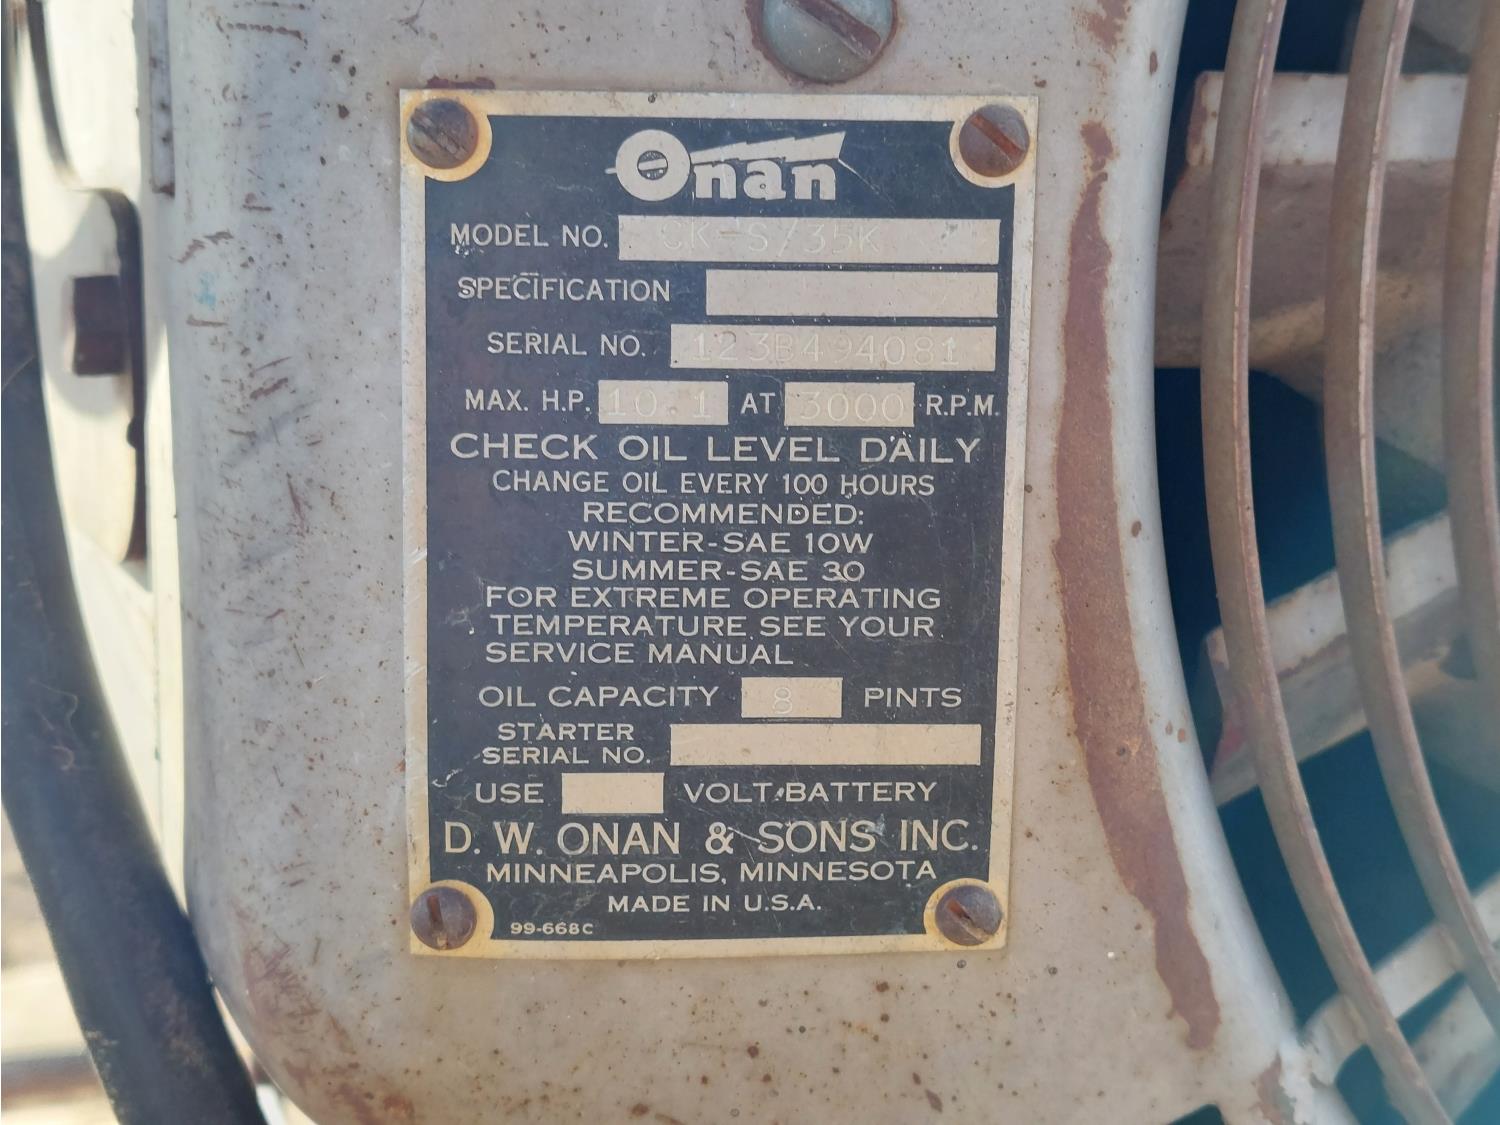 Onan
MODEL NO. CK-S/35K
SPECIFICATION
SERIAL NO. 123B494081
MAX. H.P. 10.1 AT 3000 R.P.M.
CHECK OIL LEVEL DAILY
CHANGE OIL EVERY 100 HOURS
RECOMMENDED:
WINTER-SAE 10W
SUMMER-SAE 30
FOR EXTREME OPERATING
TEMPERATURE SEE YOUR
SERVICE MANUAL
OIL CAPACITY 8 PINTS
STARTER
SERIAL NO.
USE VOLT BATTERY
D. W. ONAN & SONS INC.
MINNEAPOLIS, MINNESOTA
MADE IN U.S.A.
99-668C